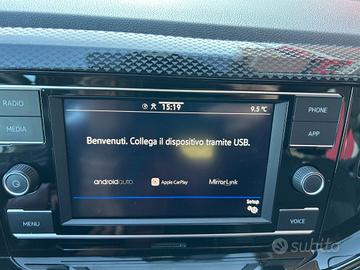 15:19
9.5 °C
RADIO
PHONE
MEDIA
APP
Benvenuti. Collega il dispositivo tramite USB.
androidauto
Apple CarPlay
MirrorLink
Setup
MENU
VOICE
subito